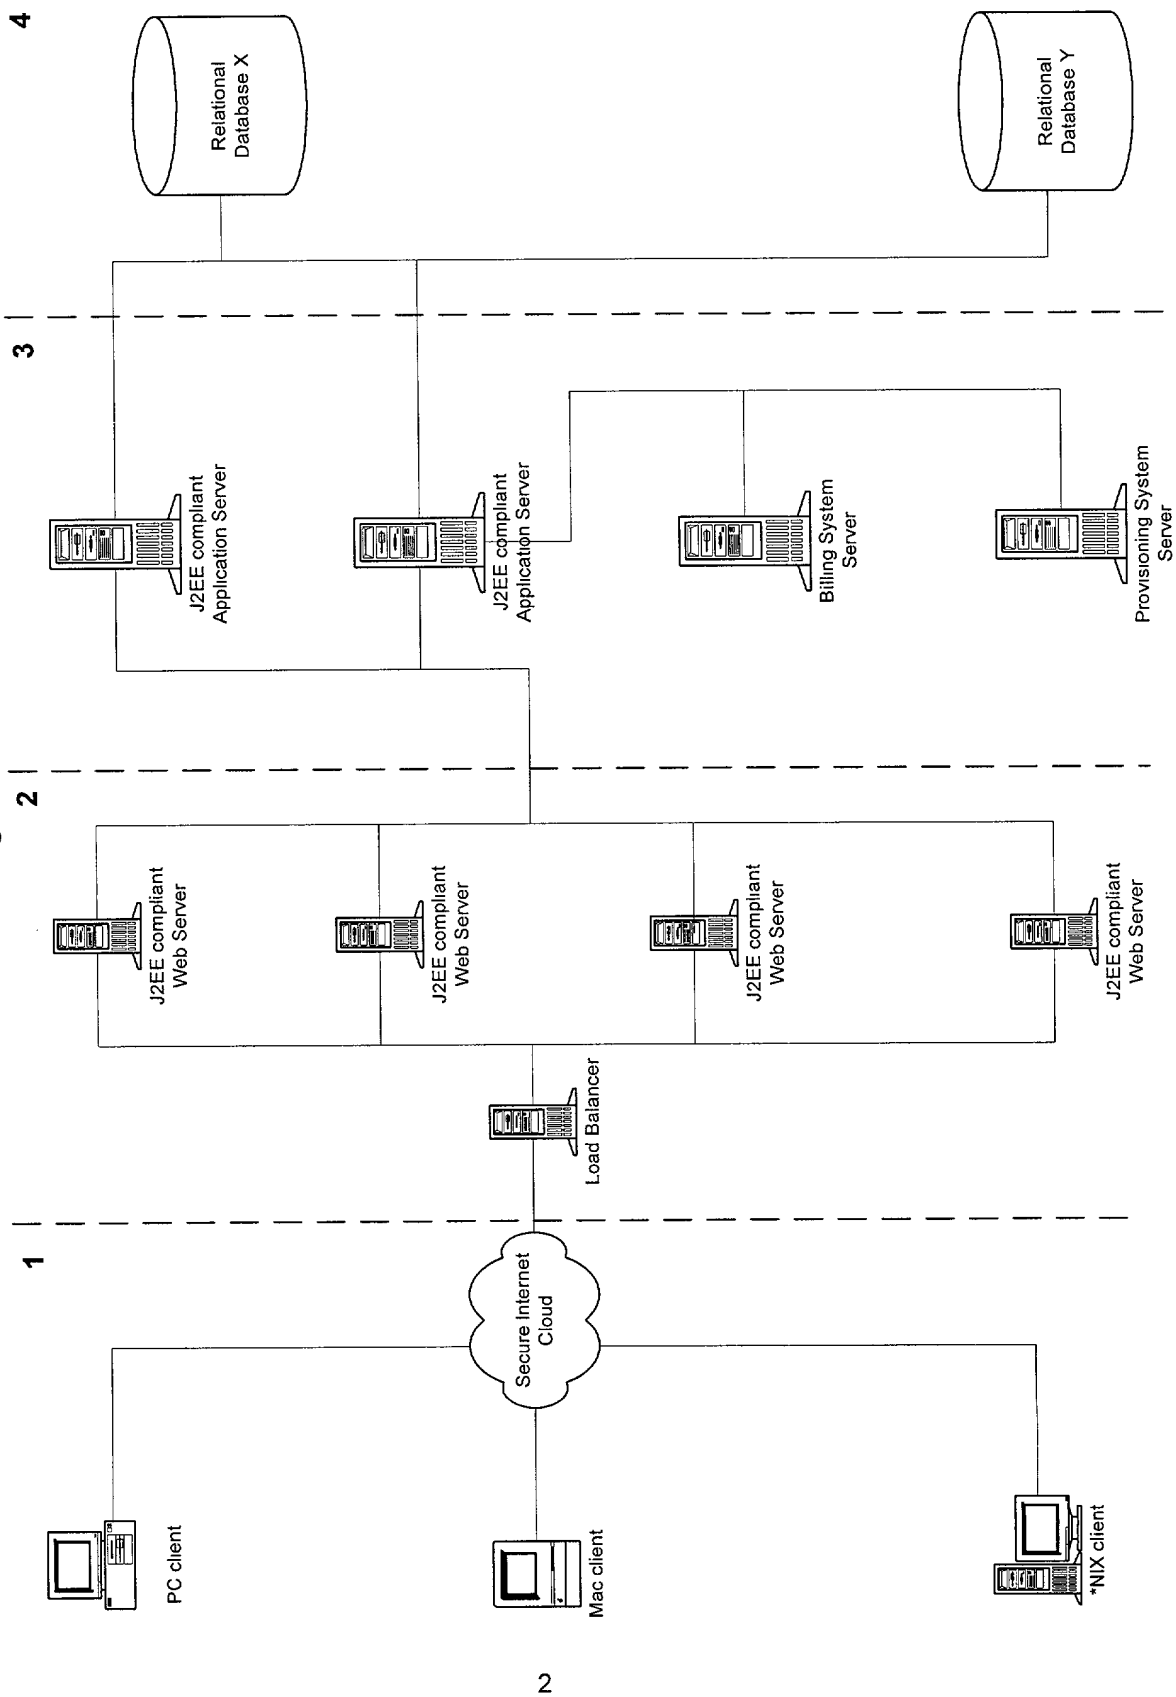 1
2
3
4
PC client
Mac client
*NIX client
Secure Internet
Cloud
Load Balancer
J2EE compliant
Web Server
J2EE compliant
Web Server
J2EE compliant
Web Server
J2EE compliant
Web Server
J2EE compliant
Application Server
J2EE compliant
Application Server
Billing System
Server
Provisioning System
Server
Relational
Database X
Relational
Database Y
2